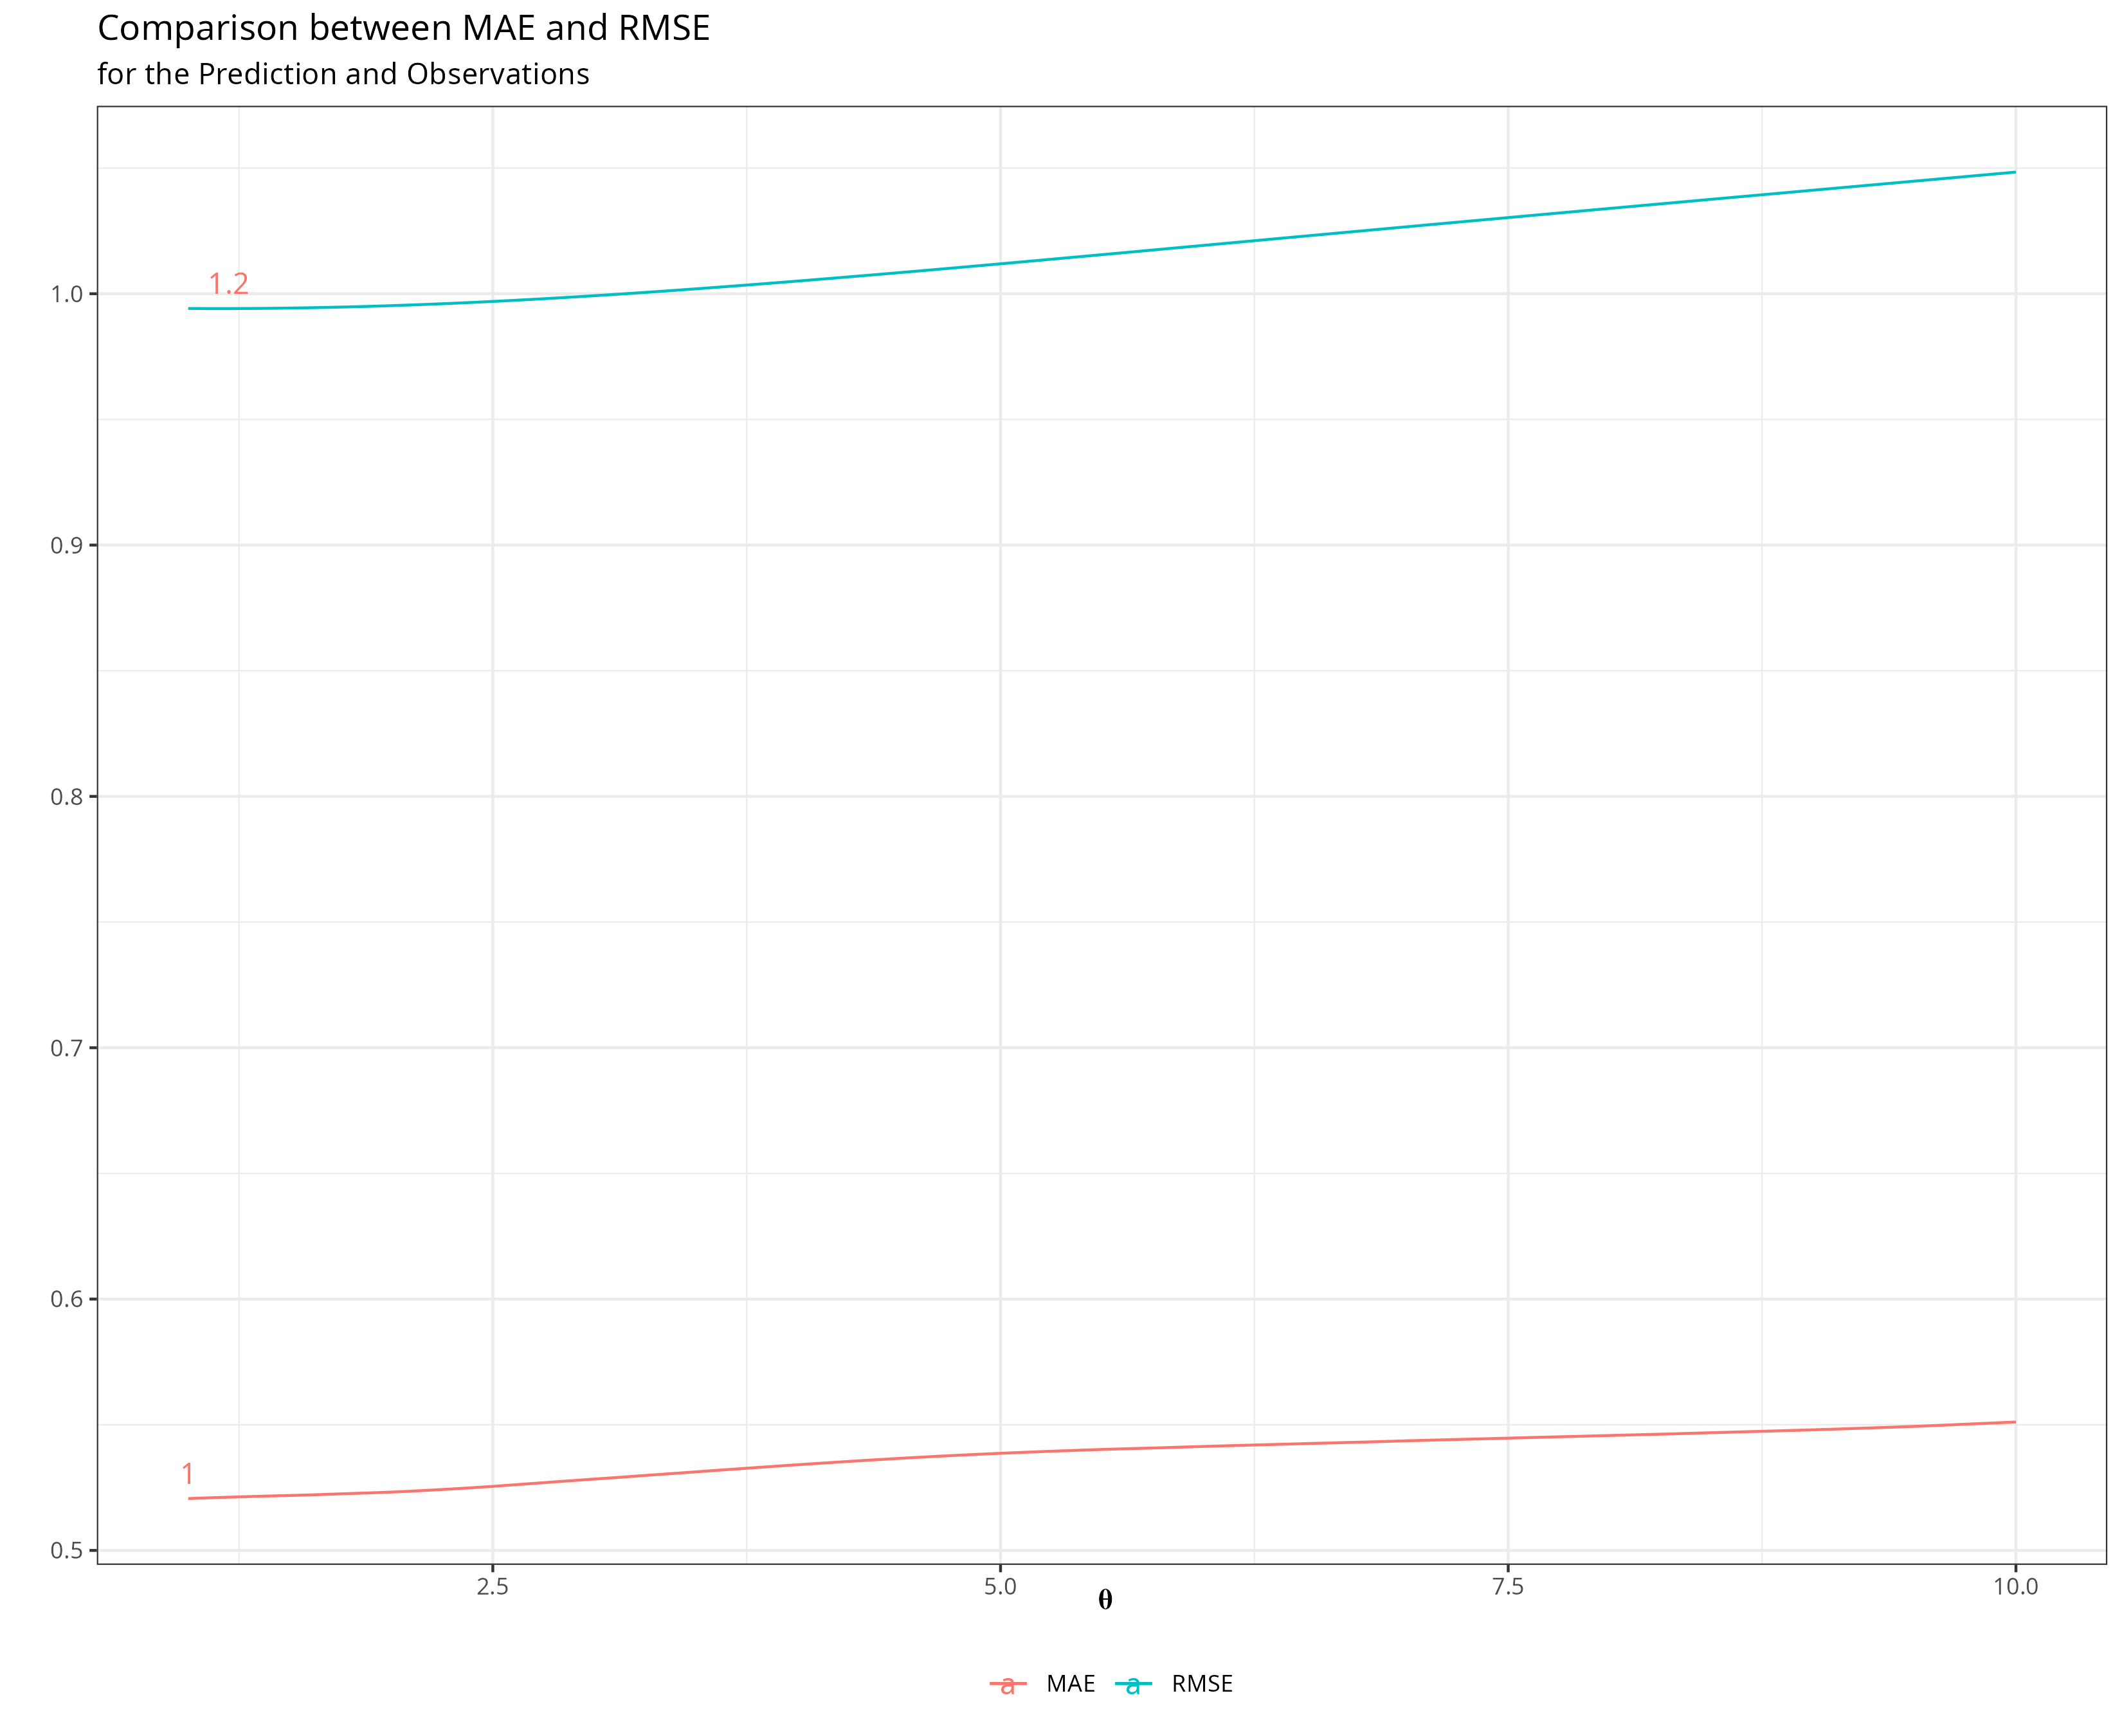 Comparison between MAE and RMSE
for the Prediction and Observations
1.2
1.0
0.9
0.8
0.7
0.6
1
0.5
2.5 5.0 7.5 10.0
θ
a MAE a RMSE